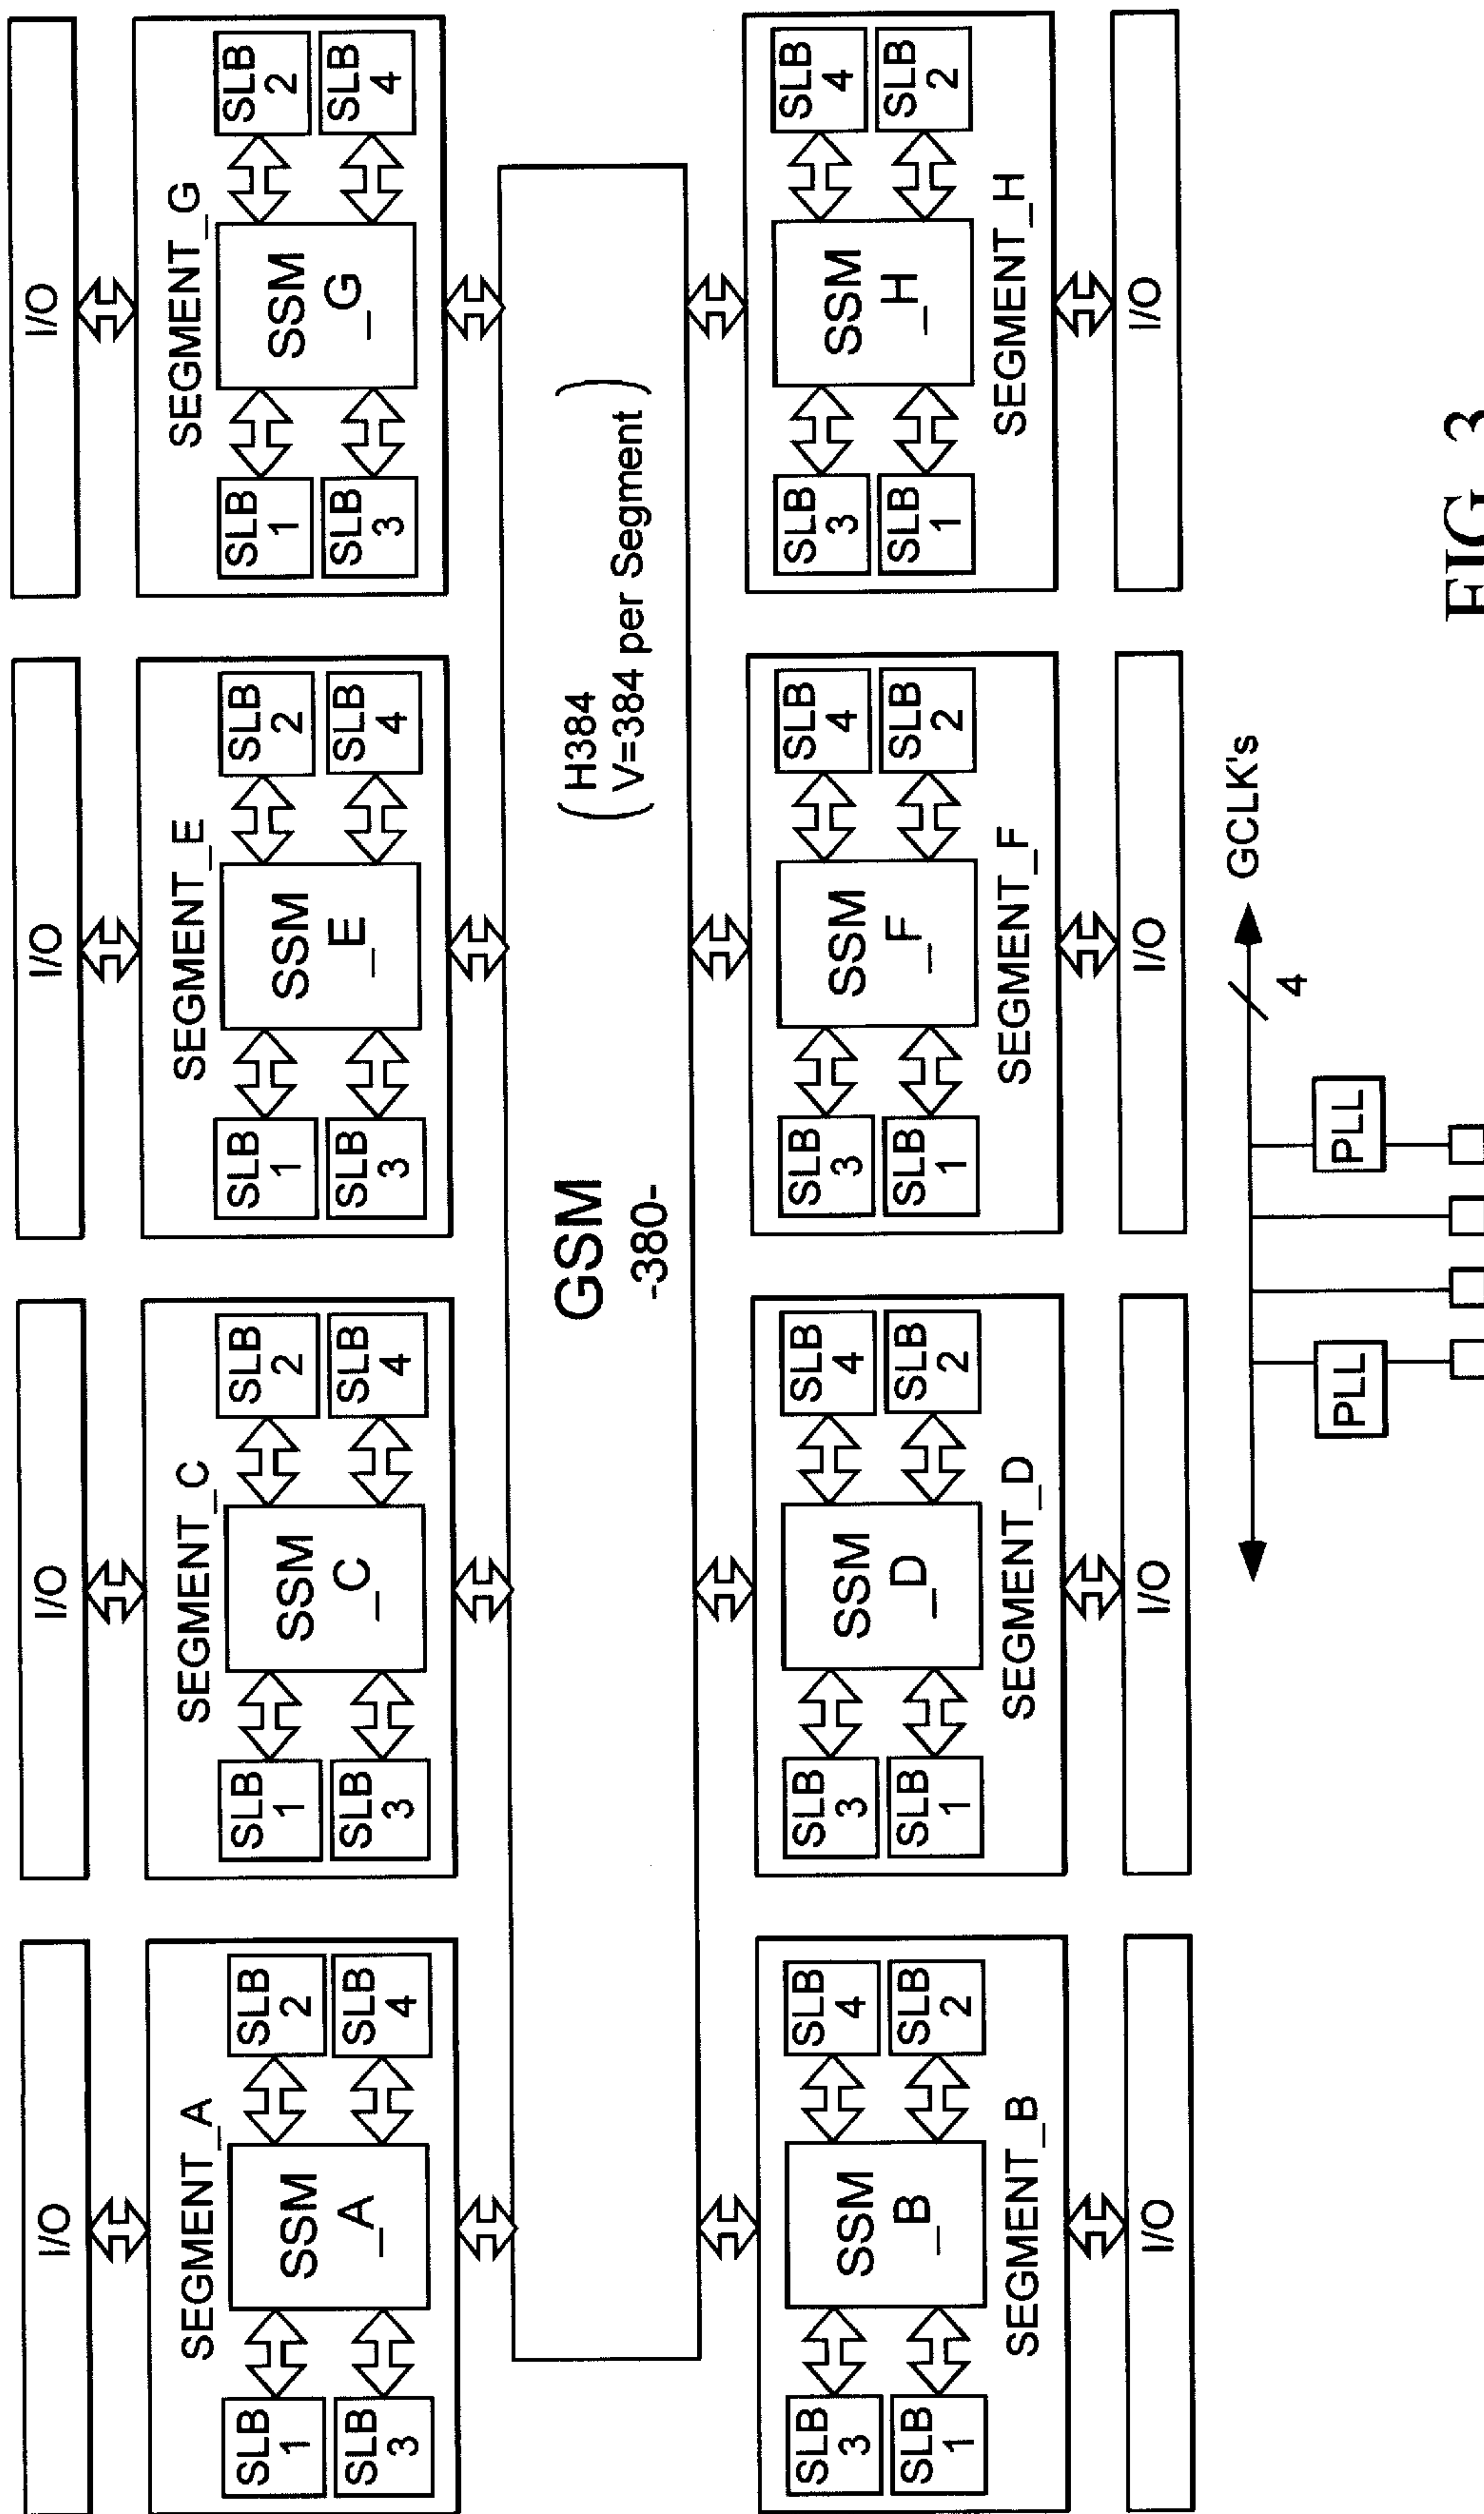 I/O
SEGMENT_A
SLB
1
SSM
_A
SLB
2
SLB
3
SLB
4
I/O
SEGMENT_C
SLB
1
SSM
_C
SLB
2
SLB
3
SLB
4
I/O
SEGMENT_E
SLB
1
SSM
_E
SLB
2
SLB
3
SLB
4
I/O
SEGMENT_G
SLB
1
SSM
_G
SLB
2
SLB
3
SLB
4
GSM
-380-
(H384
V=384 per Segment)
SLB
3
SSM
_B
SLB
4
SLB
1
SLB
2
SEGMENT_B
I/O
SLB
3
SSM
_D
SLB
4
SLB
1
SLB
2
SEGMENT_D
I/O
SLB
3
SSM
_F
SLB
4
SLB
1
SLB
2
SEGMENT_F
I/O
SLB
3
SSM
_H
SLB
4
SLB
1
SLB
2
SEGMENT_H
I/O
GCLK's
4
PLL
PLL
FIG. 3